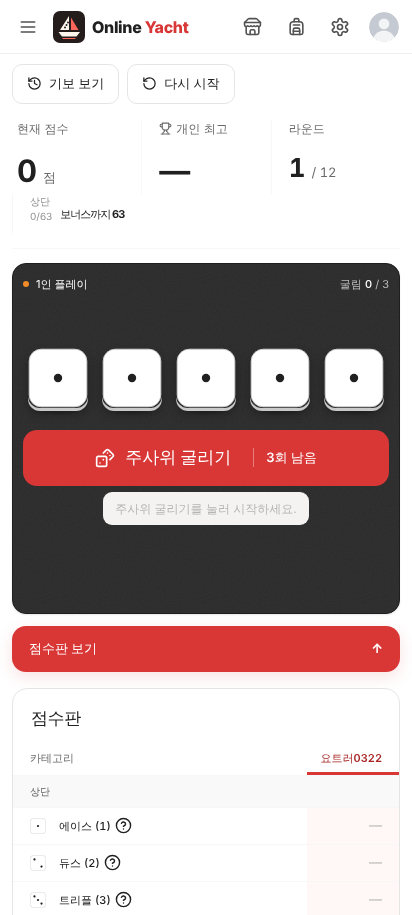 Online Yacht
기보 보기
다시 시작
현재 점수
개인 최고
라운드
0 점
—
1 / 12
상단
0/63 보너스까지 63
1인 플레이
굴림 0 / 3
주사위 굴리기
3회 남음
주사위 굴리기를 눌러 시작하세요.
점수판 보기
점수판
카테고리
요트러0322
상단
에이스 (1)
—
듀스 (2)
—
트리플 (3)
—